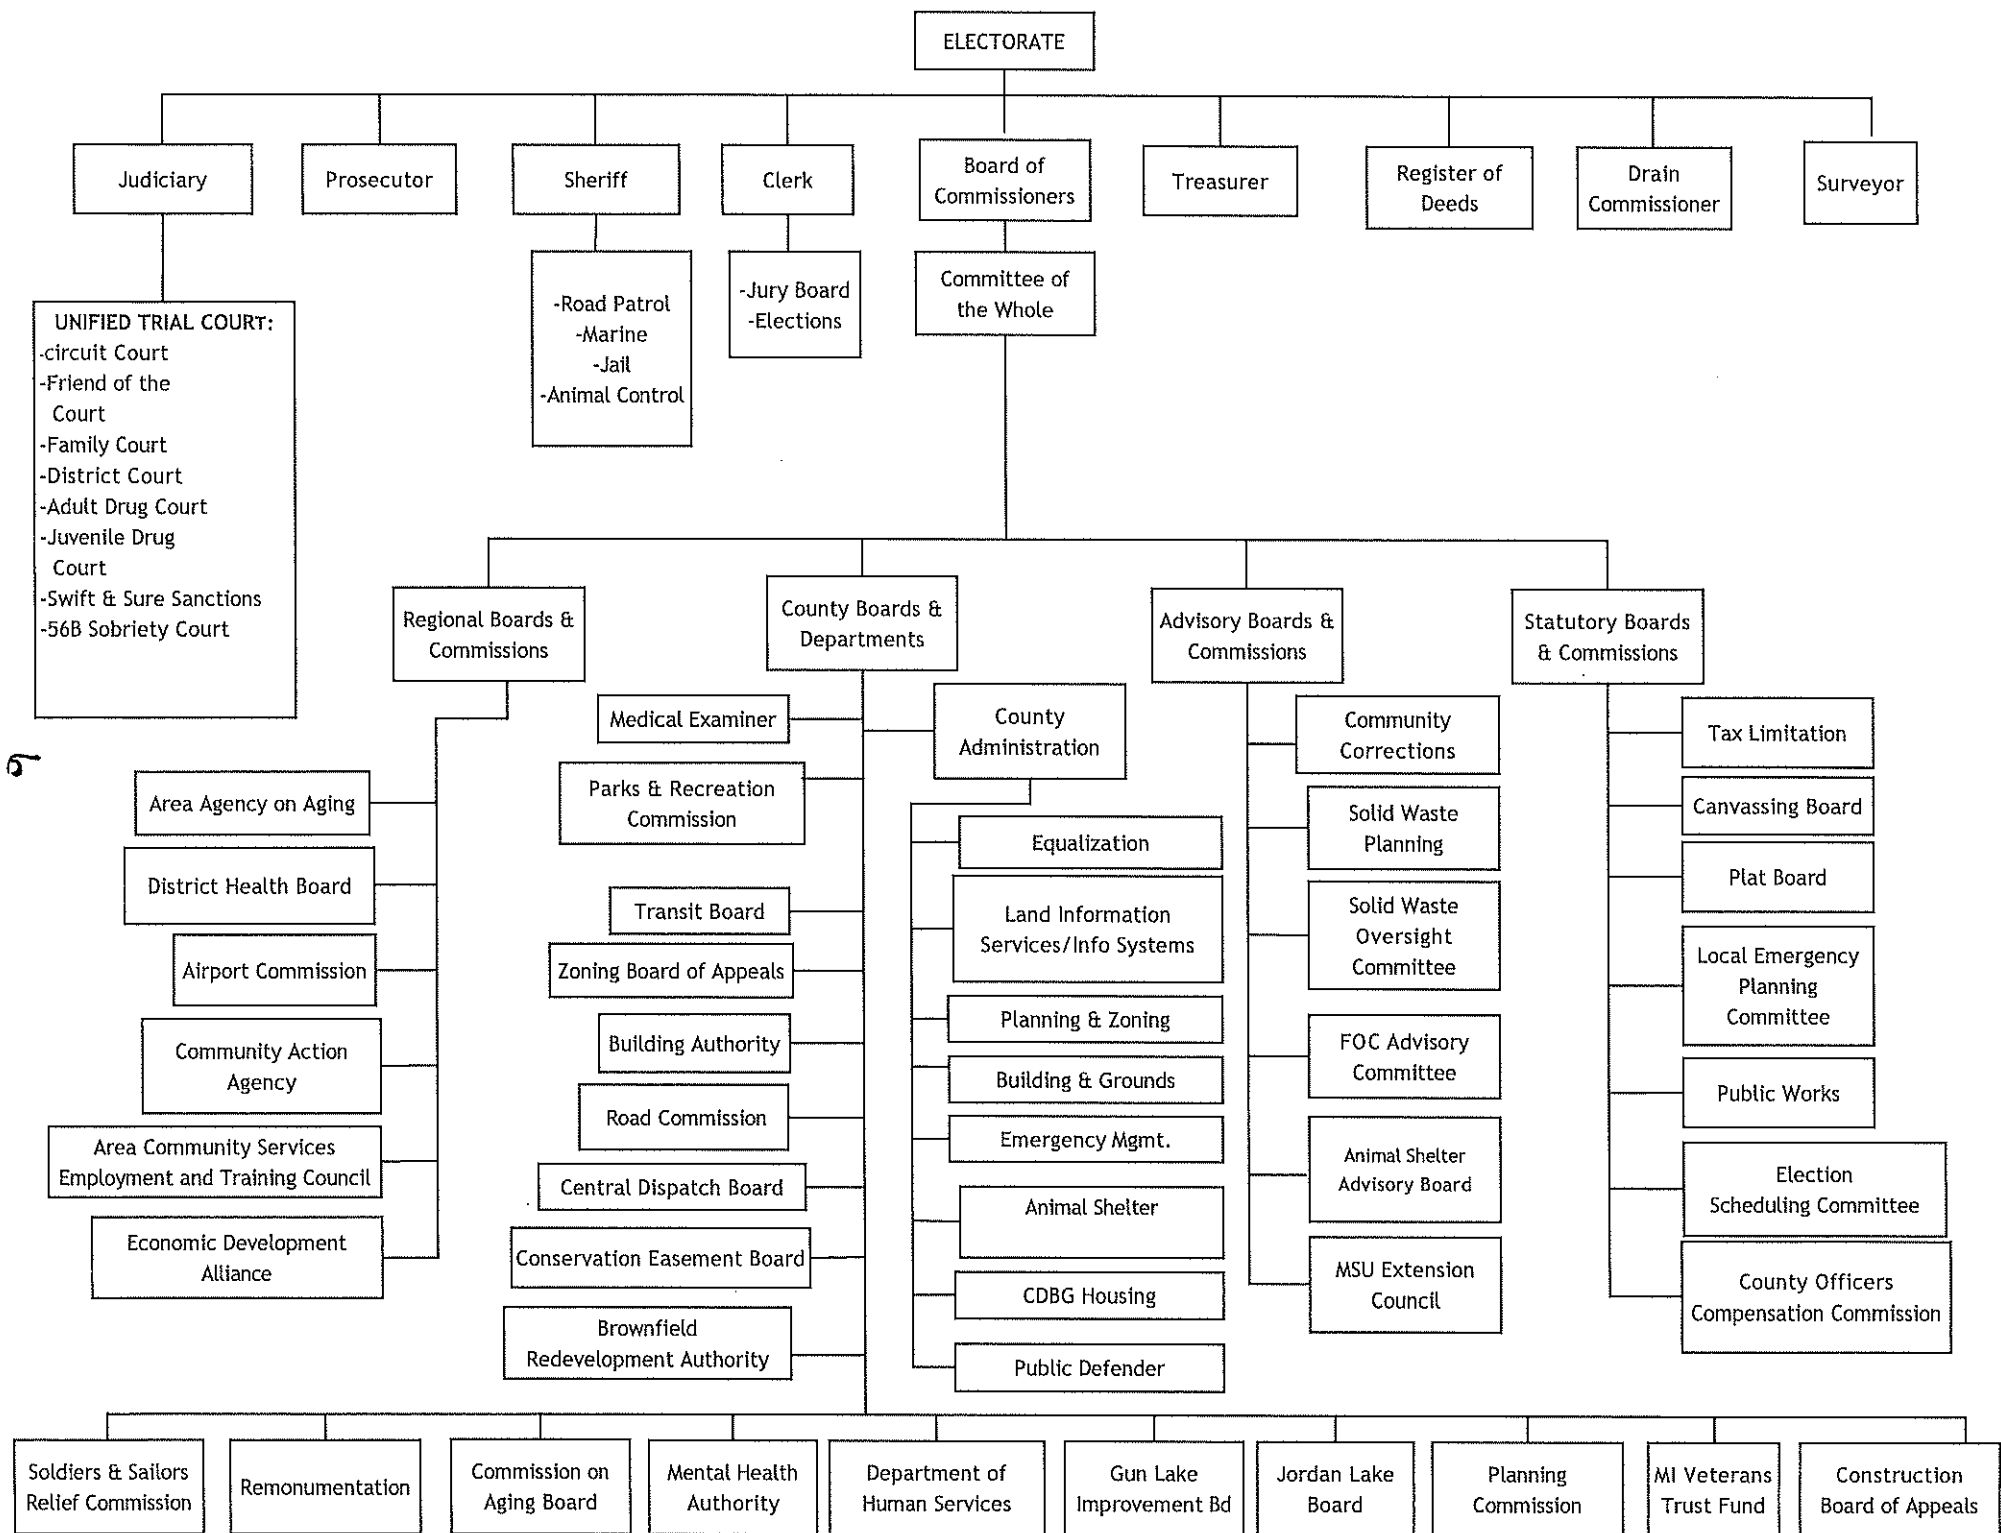 ELECTORATE
Judiciary
Prosecutor
Sheriff
Clerk
Board of
Commissioners
Treasurer
Register of
Deeds
Drain
Commissioner
Surveyor
UNIFIED TRIAL COURT:
-circuit Court
-Friend of the
Court
-Family Court
-District Court
-Adult Drug Court
-Juvenile Drug
Court
-Swift & Sure Sanctions
-56B Sobriety Court
-Road Patrol
-Marine
-Jail
-Animal Control
-Jury Board
-Elections
Committee of
the Whole
Regional Boards &
Commissions
County Boards &
Departments
Advisory Boards &
Commissions
Statutory Boards
& Commissions
Area Agency on Aging
District Health Board
Airport Commission
Community Action
Agency
Area Community Services
Employment and Training Council
Economic Development
Alliance
Medical Examiner
Parks & Recreation
Commission
Transit Board
Zoning Board of Appeals
Building Authority
Road Commission
Central Dispatch Board
Conservation Easement Board
Brownfield
Redevelopment Authority
County
Administration
Equalization
Land Information
Services/Info Systems
Planning & Zoning
Building & Grounds
Emergency Mgmt.
Animal Shelter
CDBG Housing
Public Defender
Community
Corrections
Solid Waste
Planning
Solid Waste
Oversight
Committee
FOC Advisory
Committee
Animal Shelter
Advisory Board
MSU Extension
Council
Tax Limitation
Canvassing Board
Plat Board
Local Emergency
Planning
Committee
Public Works
Election
Scheduling Committee
County Officers
Compensation Commission
Soldiers & Sailors
Relief Commission
Remonumentation
Commission on
Aging Board
Mental Health
Authority
Department of
Human Services
Gun Lake
Improvement Bd
Jordan Lake
Board
Planning
Commission
MI Veterans
Trust Fund
Construction
Board of Appeals